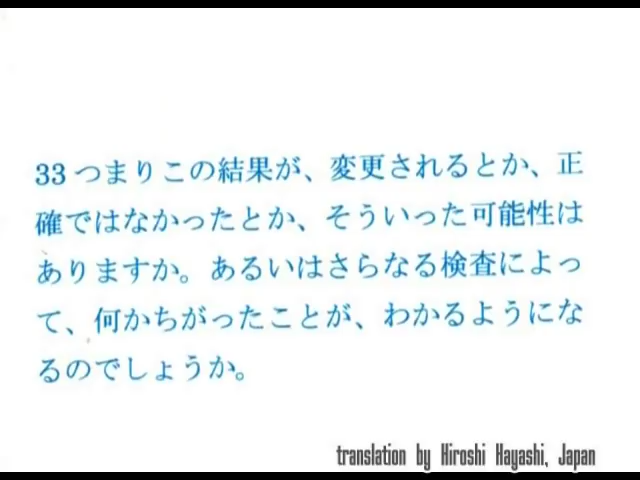 33 つまりこの結果が、変更されるとか、正
確ではなかったとか、そういった可能性は
ありますか。あるいはさらなる検査によっ
て、何かちがったことが、わかるようにな
るのでしょうか。
translation by Hiroshi Hayashi, Japan